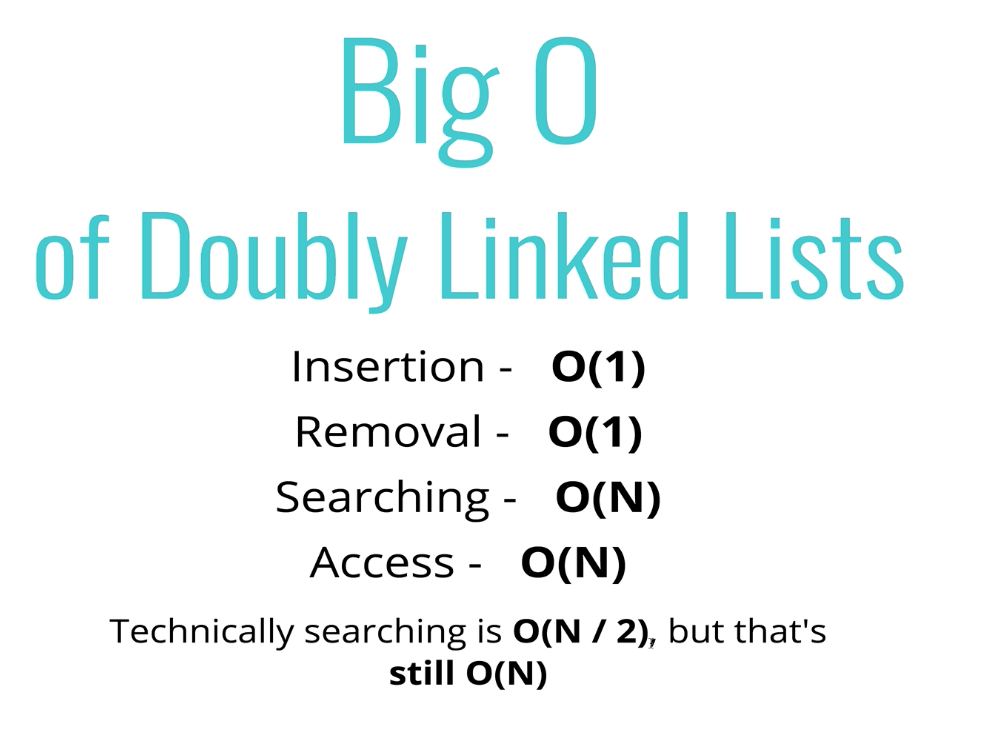 Big O
of Doubly Linked Lists
Insertion - O(1)
Removal - O(1)
Searching - O(N)
Access - O(N)
Technically searching is O(N / 2), but that's
still O(N)